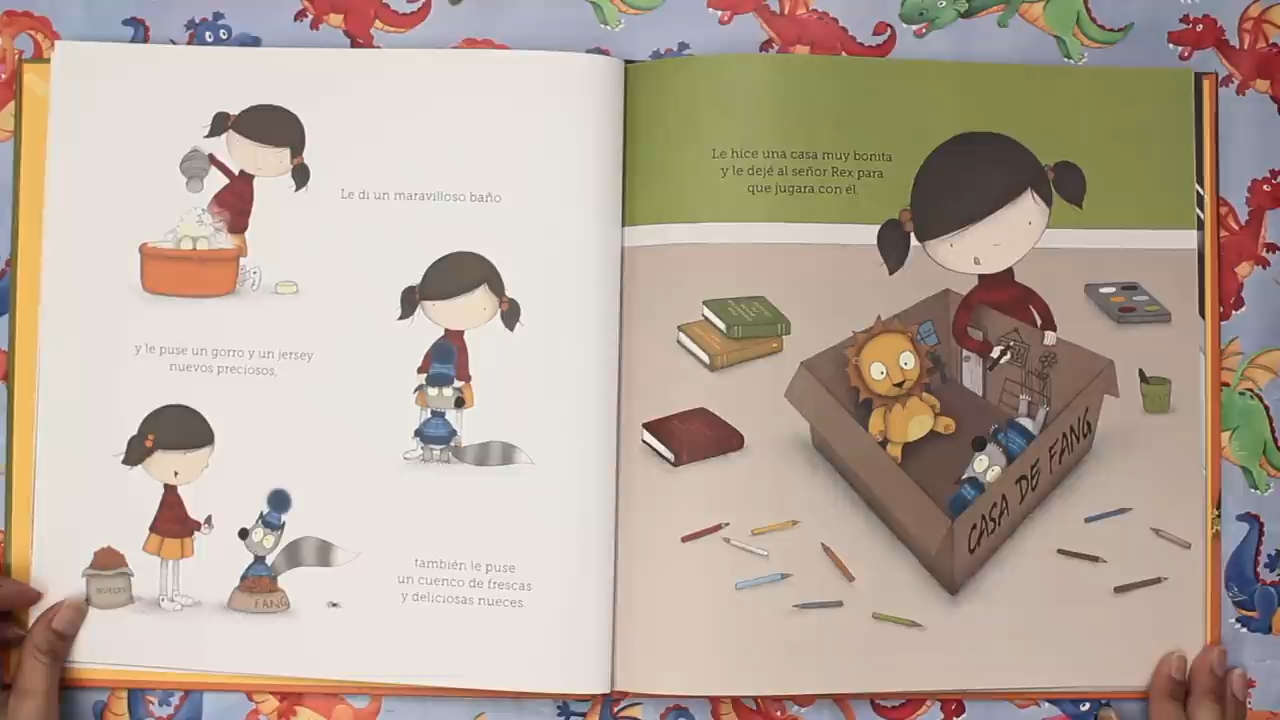 Le di un maravilloso baño
y le puse un gorro y un jersey
nuevos preciosos,
también le puse
un cuenco de frescas
y deliciosas nueces
NUECES
FANG
Le hice una casa muy bonita
y le dejé al señor Rex para
que jugara con él.
CASA DE FANG